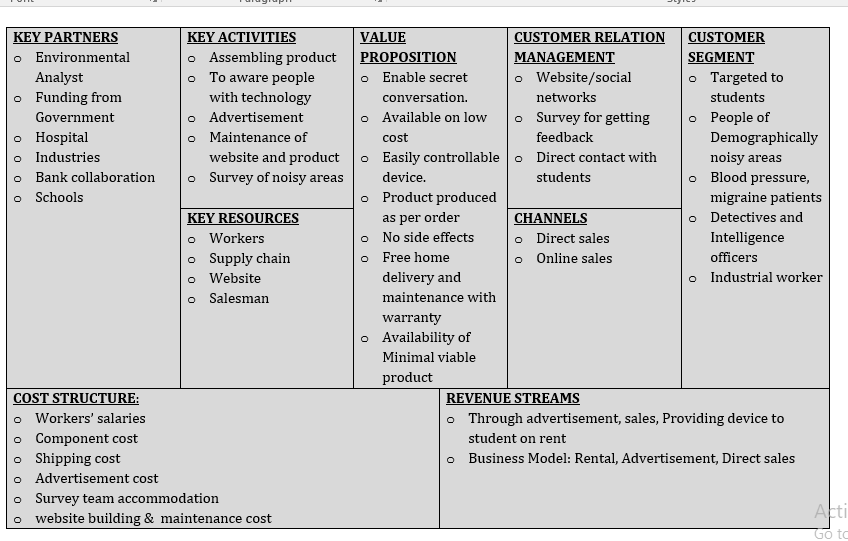 KEY PARTNERS
o Environmental
Analyst
o Funding from
Government
o Hospital
o Industries
o Bank collaboration
o Schools
KEY ACTIVITIES
o Assembling product
o To aware people
with technology
o Advertisement
o Maintenance of
website and product
o Survey of noisy areas
KEY RESOURCES
o Workers
o Supply chain
o Website
o Salesman
VALUE
PROPOSITION
o Enable secret
conversation.
o Available on low
cost
o Easily controllable
device.
o Product produced
as per order
o No side effects
o Free home
delivery and
maintenance with
warranty
o Availability of
Minimal viable
product
CUSTOMER RELATION
MANAGEMENT
o Website/social
networks
o Survey for getting
feedback
o Direct contact with
students
CHANNELS
o Direct sales
o Online sales
CUSTOMER
SEGMENT
o Targeted to
students
o People of
Demographically
noisy areas
o Blood pressure,
migraine patients
o Detectives and
Intelligence
officers
o Industrial worker
COST STRUCTURE:
o Workers’ salaries
o Component cost
o Shipping cost
o Advertisement cost
o Survey team accommodation
o website building & maintenance cost
REVENUE STREAMS
o Through advertisement, sales, Providing device to
student on rent
o Business Model: Rental, Advertisement, Direct sales
Acti
Go to